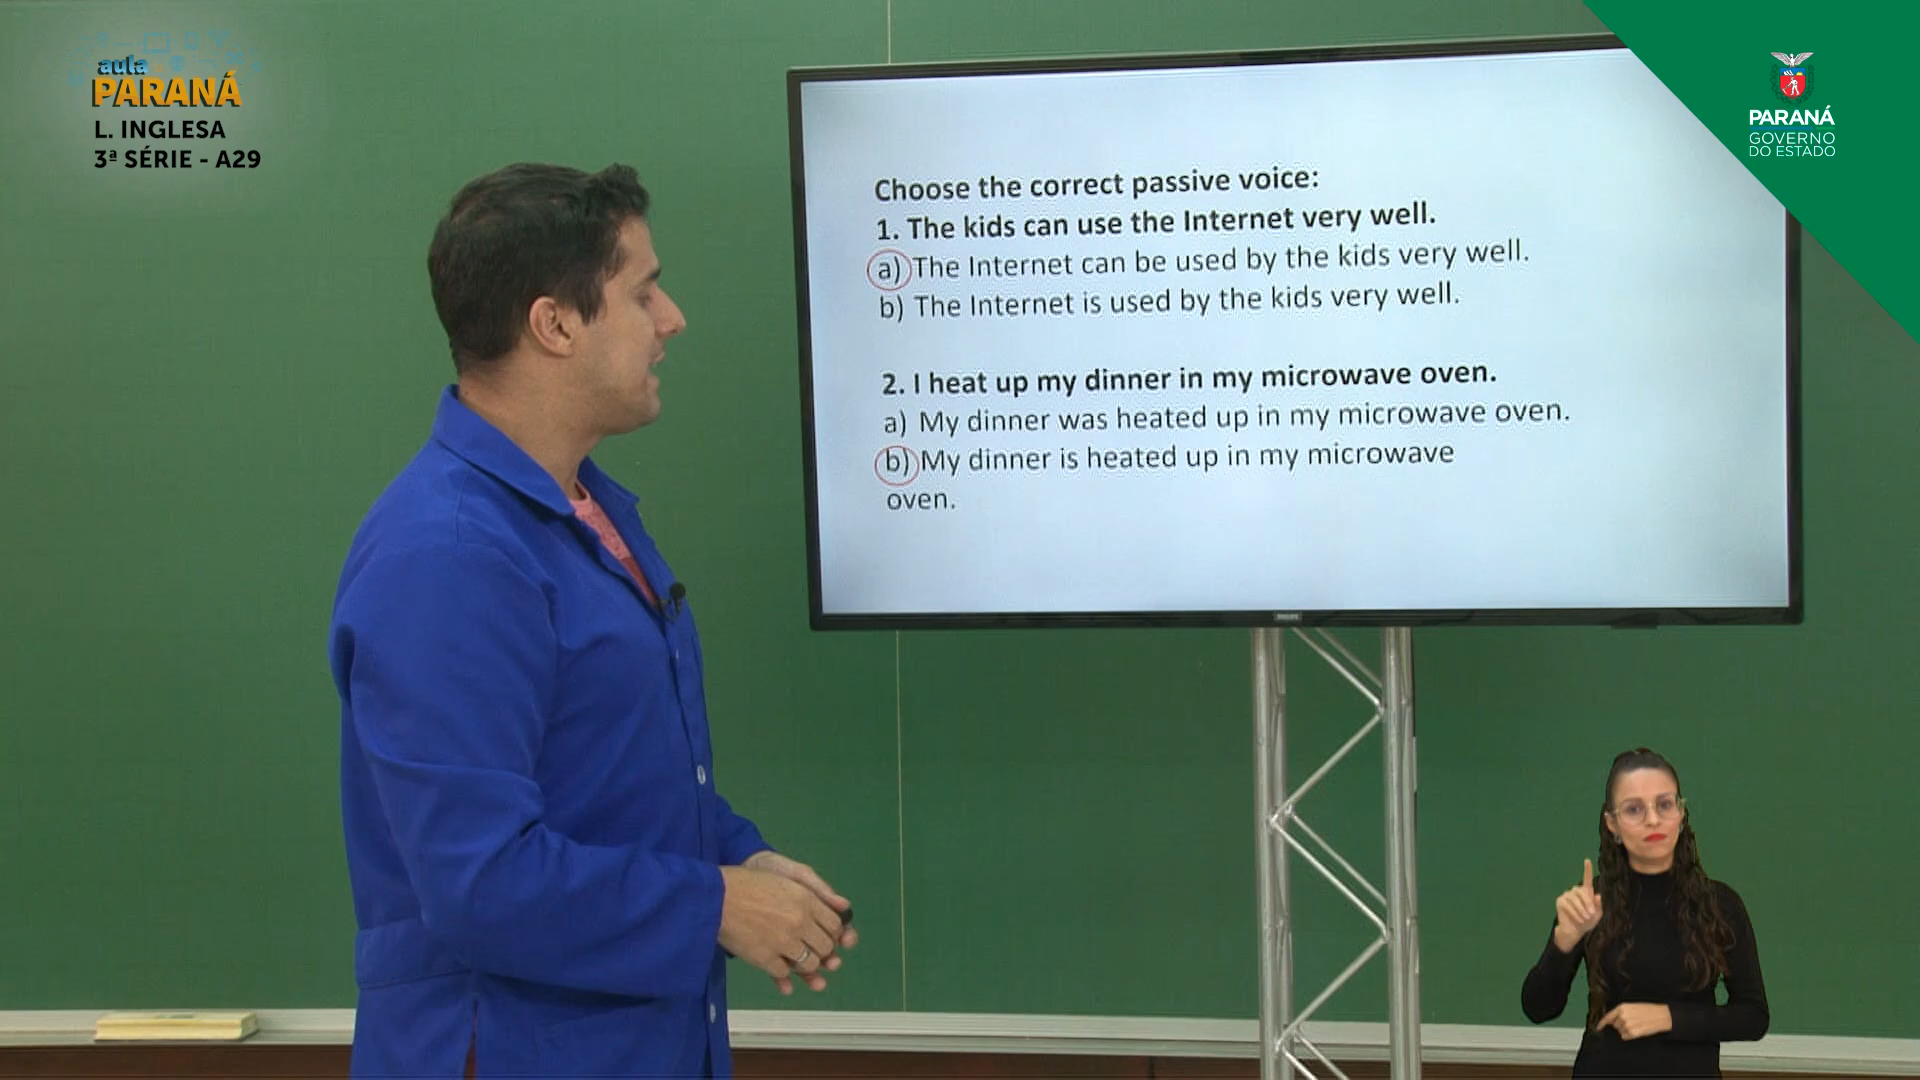 aula
PARANÁ
L. INGLESA
3ª SÉRIE - A29
PARANÁ
GOVERNO
DO ESTADO
Choose the correct passive voice:
1. The kids can use the Internet very well.
a) The Internet can be used by the kids very well.
b) The Internet is used by the kids very well.
2. I heat up my dinner in my microwave oven.
a) My dinner was heated up in my microwave oven.
b) My dinner is heated up in my microwave
oven.
PHILIPS